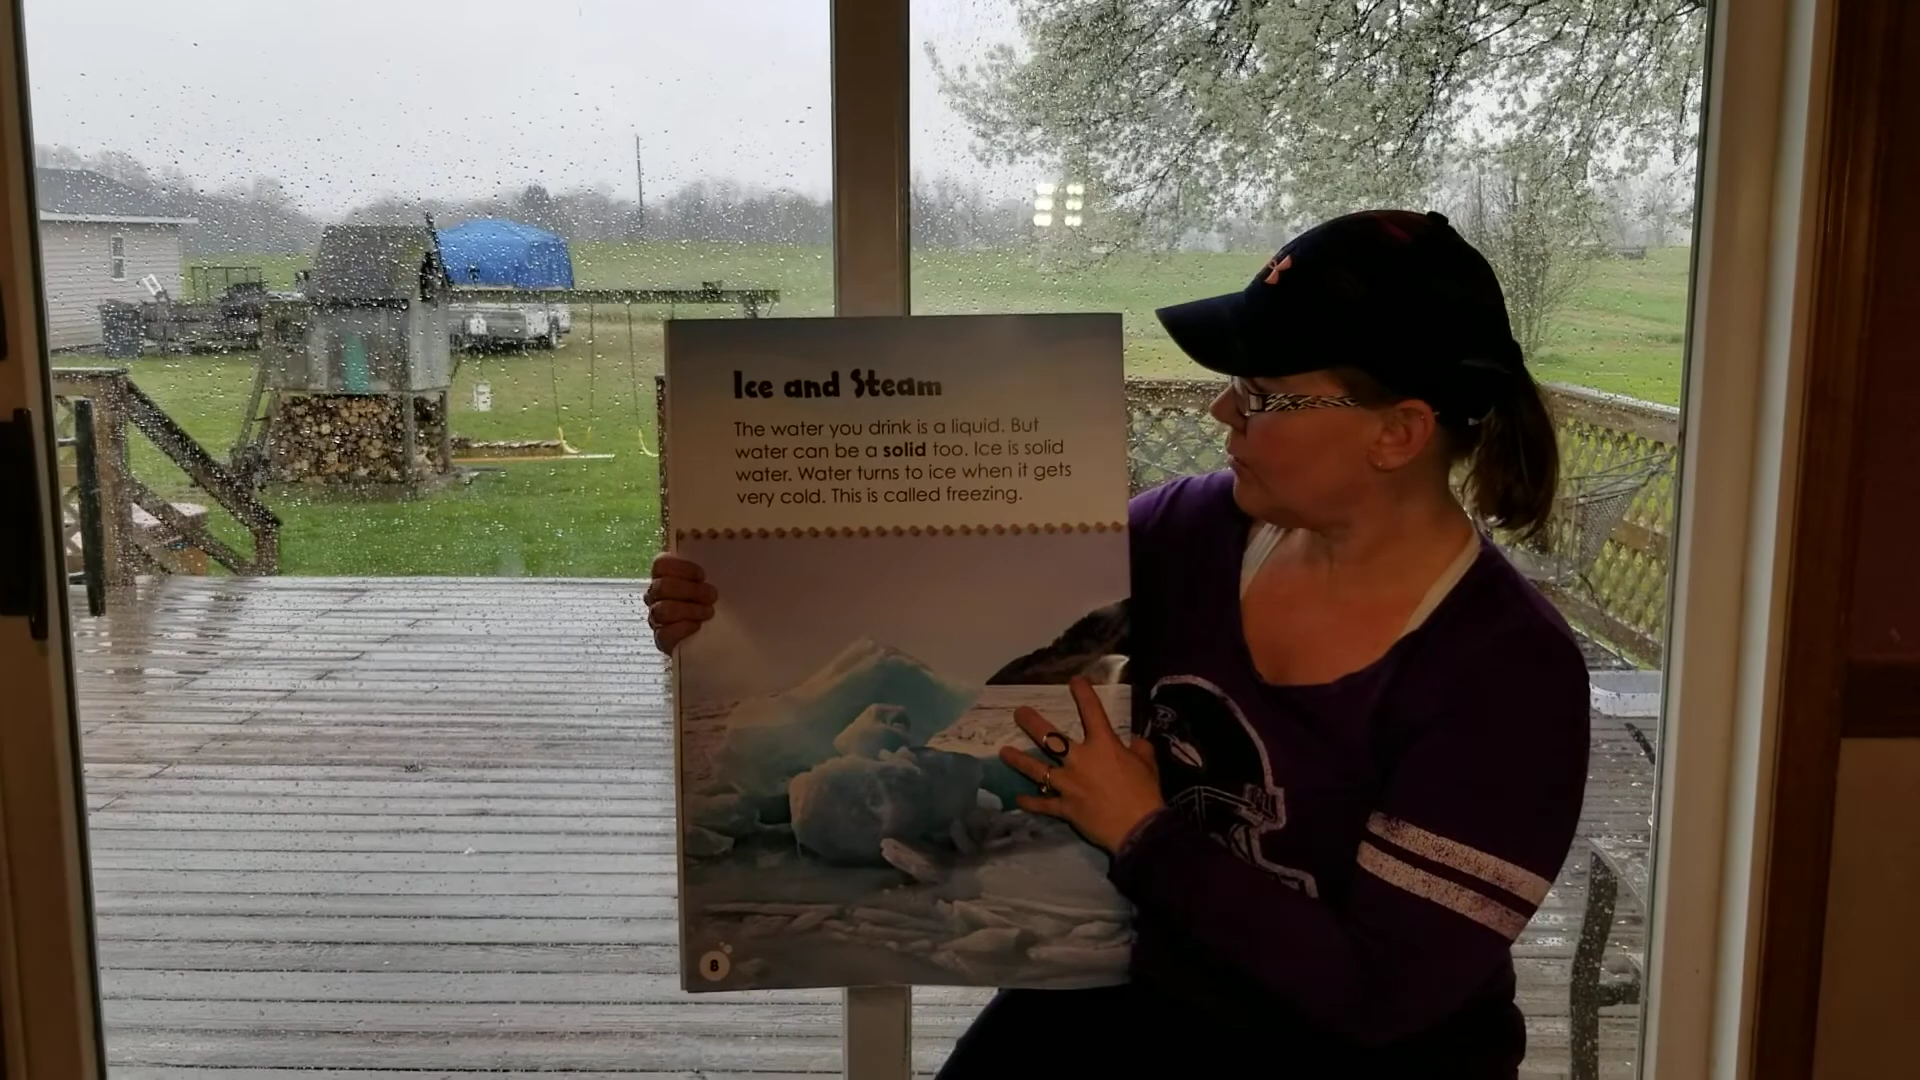 Ice and Steam
The water you drink is a liquid. But
water can be a solid too. Ice is solid
water. Water turns to ice when it gets
very cold. This is called freezing.
8